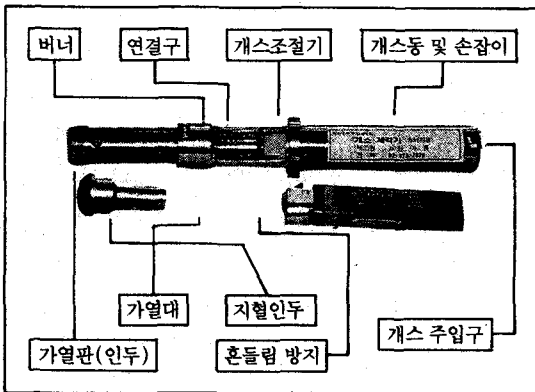 버너
연결구
개스조절기
개스통 및 손잡이
가열대
지혈인두
가열판(인두)
흔들림 방지
개스 주입구